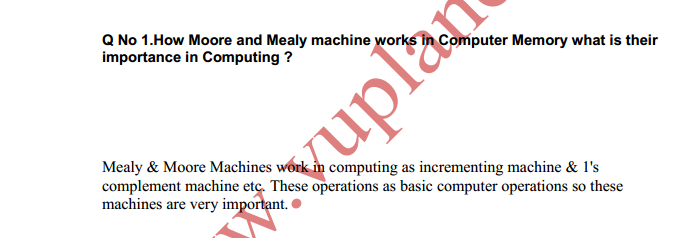 Q No 1.How Moore and Mealy machine works in Computer Memory what is their
importance in Computing ?
Mealy & Moore Machines work in computing as incrementing machine & 1's
complement machine etc. These operations as basic computer operations so these
machines are very important.
w.vuplan